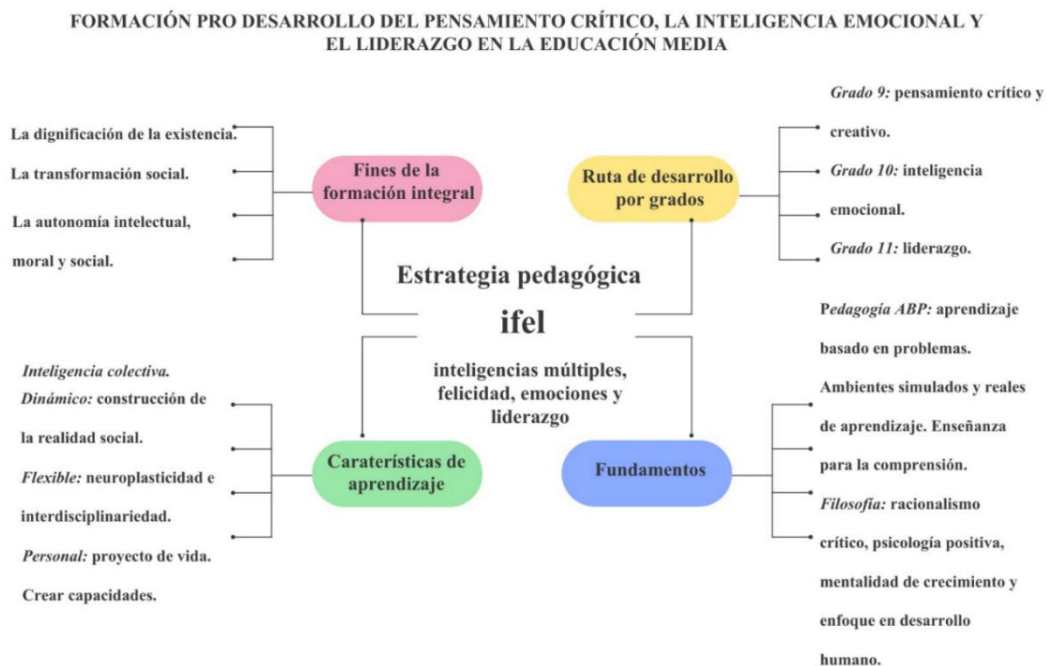 FORMACIÓN PRO DESARROLLO DEL PENSAMIENTO CRÍTICO, LA INTELIGENCIA EMOCIONAL Y
EL LIDERAZGO EN LA EDUCACIÓN MEDIA
La dignificación de la existencia.
La transformación social.
La autonomía intelectual,
moral y social.
Fines de la
formación integral
Ruta de desarrollo
por grados
Grado 9: pensamiento crítico y
creativo.
Grado 10: inteligencia
emocional.
Grado 11: liderazgo.
Estrategia pedagógica
ifel
inteligencias múltiples,
felicidad, emociones y
liderazgo
Inteligencia colectiva.
Dinámico: construcción de
la realidad social.
Flexible: neuroplasticidad e
interdisciplinariedad.
Personal: proyecto de vida.
Crear capacidades.
Caraterísticas de
aprendizaje
Fundamentos
Pedagogía ABP: aprendizaje
basado en problemas.
Ambientes simulados y reales
de aprendizaje. Enseñanza
para la comprensión.
Filosofía: racionalismo
crítico, psicología positiva,
mentalidad de crecimiento y
enfoque en desarrollo
humano.